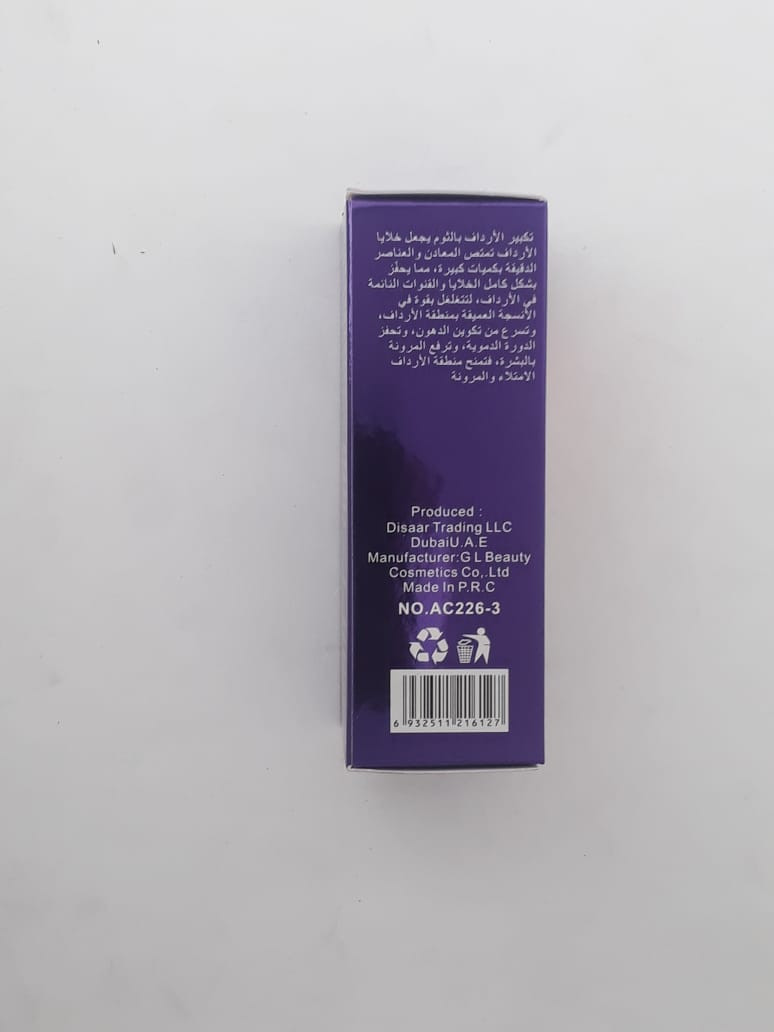 تكبير الأرداف بالثوم يجعل خلايا
الأرداف تمتص المعادن والعناصر
الدقيقة بكميات كبيرة، مما يحفّز
بشكل كامل الخلايا والقنوات النائمة
في الأرداف، لتتغلغل بقوة في
الأنسجة العميقة بمنطقة الأرداف،
وتسرع من تكوين الدهون، وتحفز
الدورة الدموية، وترفع المرونة
بالبشرة، فتمنح منطقة الأرداف
الامتلاء والمرونة
Produced :
Disaar Trading LLC
DubaiU.A.E
Manufacturer:G L Beauty
Cosmetics Co,.Ltd
Made In P.R.C
NO.AC226-3
6 932511 216127